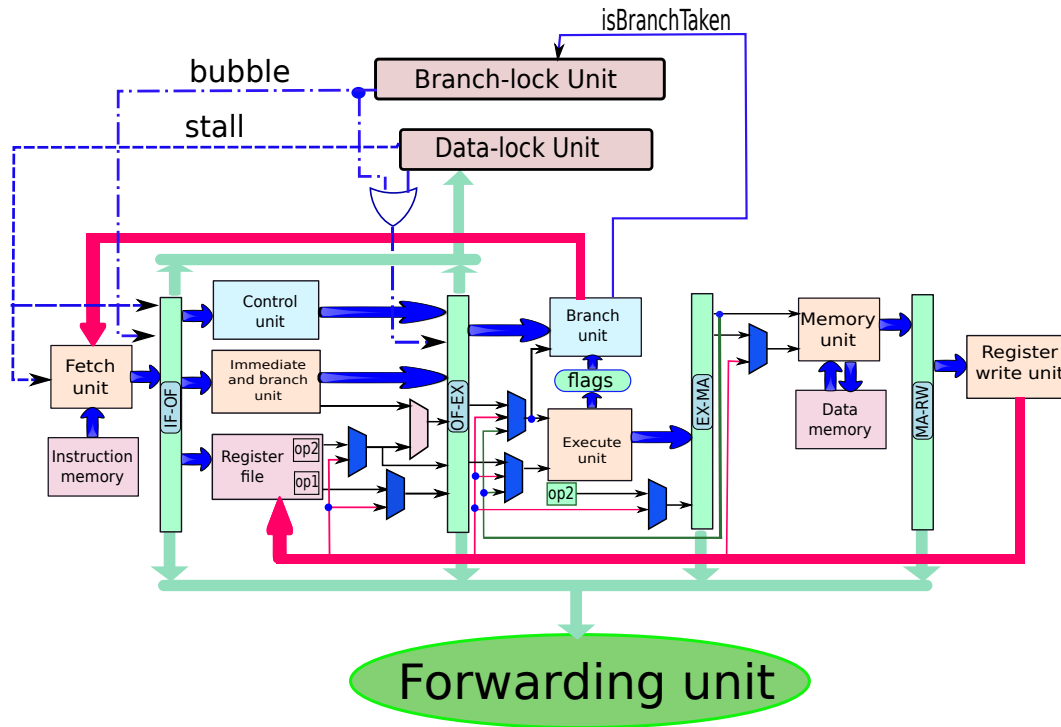 isBranchTaken
Branch-lock Unit
bubble
stall
Data-lock Unit
Control
unit
Branch
unit
Memory
unit
Register
write unit
Fetch
unit
Immediate
and branch
unit
flags
IF-OF
OF-EX
EX-MA
MA-RW
Data
memory
Instruction
memory
Register
file
op2
op1
Execute
unit
op2
Forwarding unit